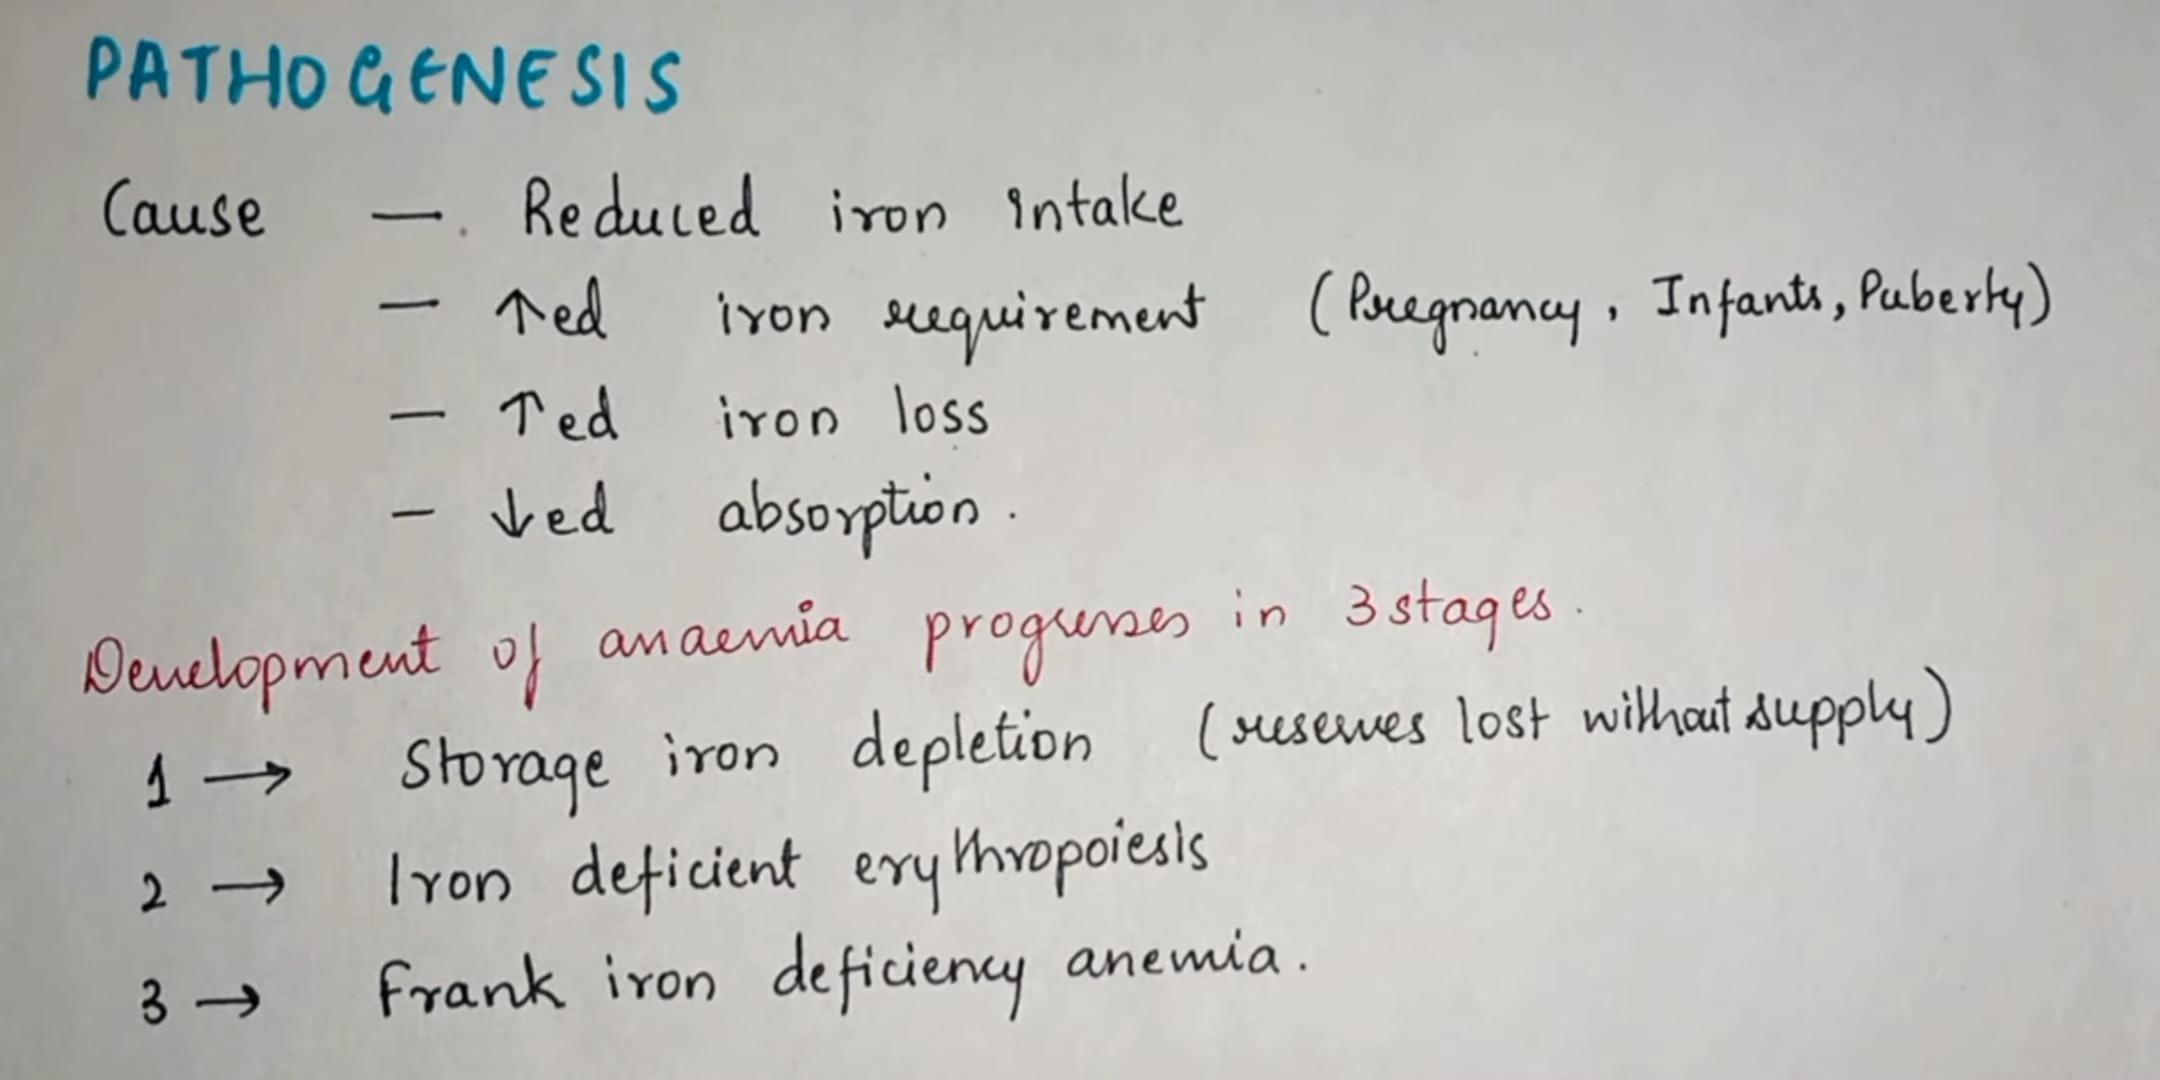 PATHOGENESIS
Cause — Reduced iron intake
— ↑ed iron requirement (Pregnancy, Infants, Puberty)
— ↑ed iron loss
— ↓ed absorption.
Development of anaemia progresses in 3 stages.
1 → Storage iron depletion (reserves lost without supply)
2 → Iron deficient erythropoiesis
3 → Frank iron deficiency anemia.